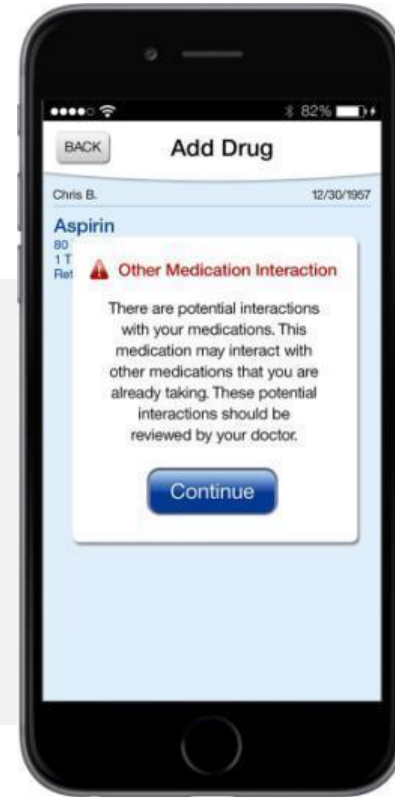 82%
BACK
Add Drug
Chris B.
12/30/1957
Aspirin
80
1 T
Ret
Other Medication Interaction
There are potential interactions
with your medications. This
medication may interact with
other medications that you are
already taking. These potential
interactions should be
reviewed by your doctor.
Continue